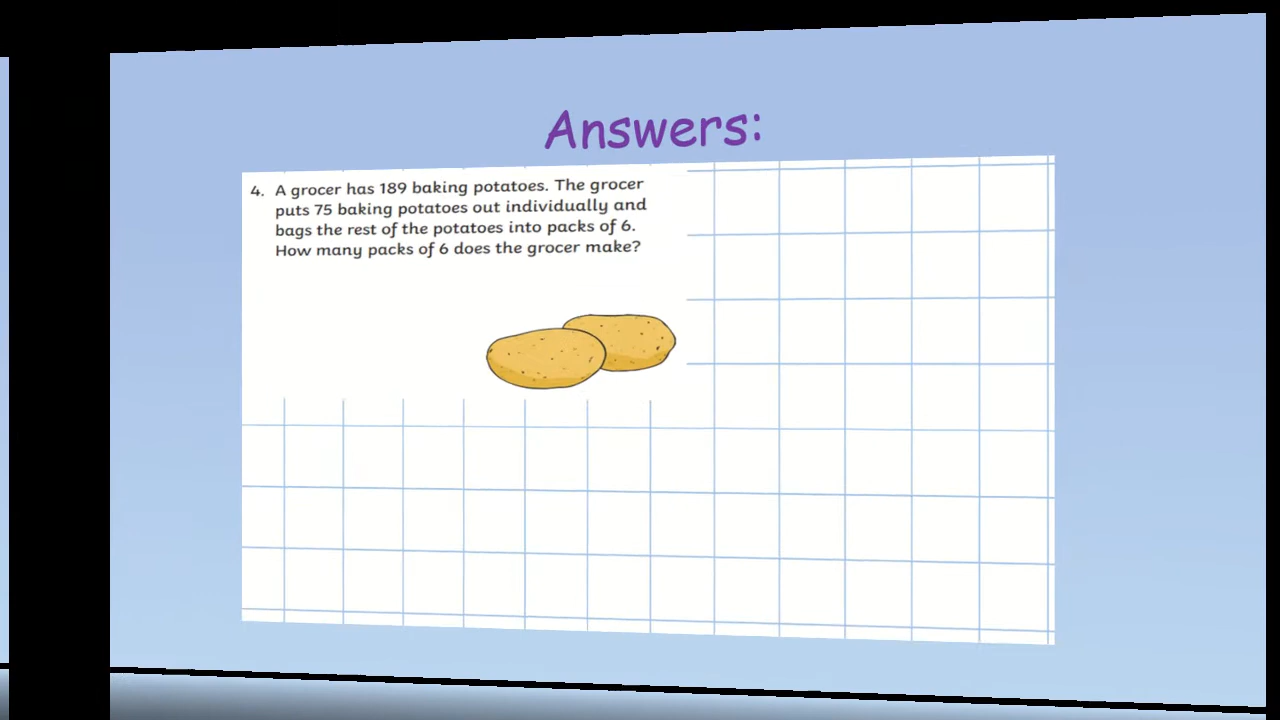 Answers:
4. A grocer has 189 baking potatoes. The grocer
puts 75 baking potatoes out individually and
bags the rest of the potatoes into packs of 6.
How many packs of 6 does the grocer make?